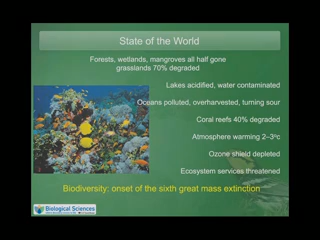 State of the World
Forests, wetlands, mangroves all half gone
grasslands 70% degraded
Lakes acidified, water contaminated
Oceans polluted, overharvested, turning sour
Coral reefs 40% degraded
Atmosphere warming 2–3ºc
Ozone shield depleted
Ecosystem services threatened
Biodiversity: onset of the sixth great mass extinction
Biological Sciences